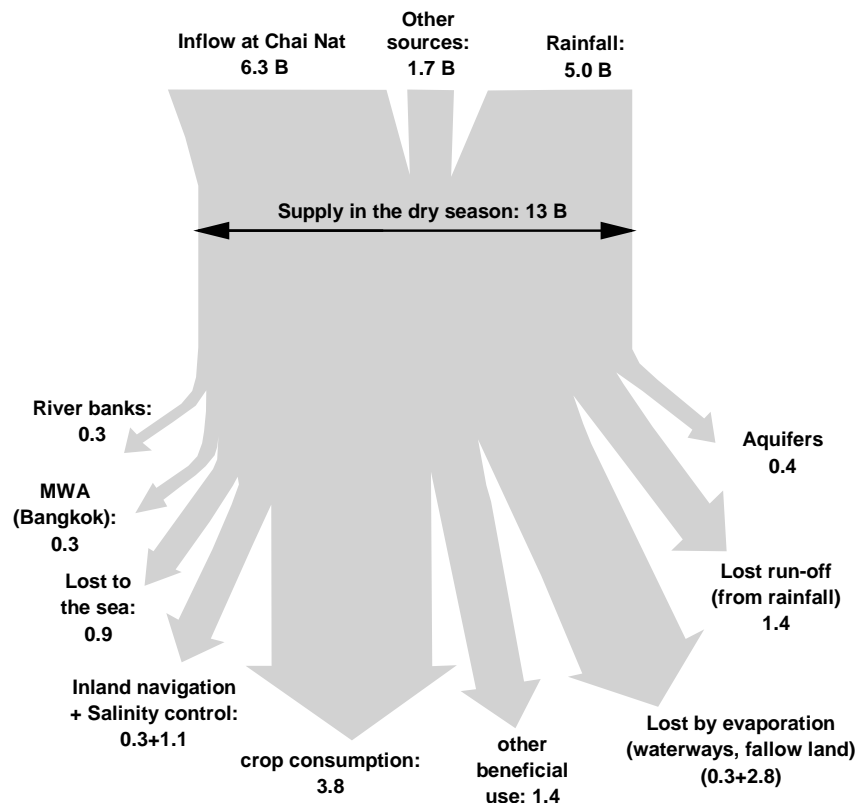 Inflow at Chai Nat
6.3 B
Other
sources:
1.7 B
Rainfall:
5.0 B
Supply in the dry season: 13 B
River banks:
0.3
MWA
(Bangkok):
0.3
Lost to
the sea:
0.9
Inland navigation
+ Salinity control:
0.3+1.1
crop consumption:
3.8
other
beneficial
use: 1.4
Lost by evaporation
(waterways, fallow land)
(0.3+2.8)
Lost run-off
(from rainfall)
1.4
Aquifers
0.4